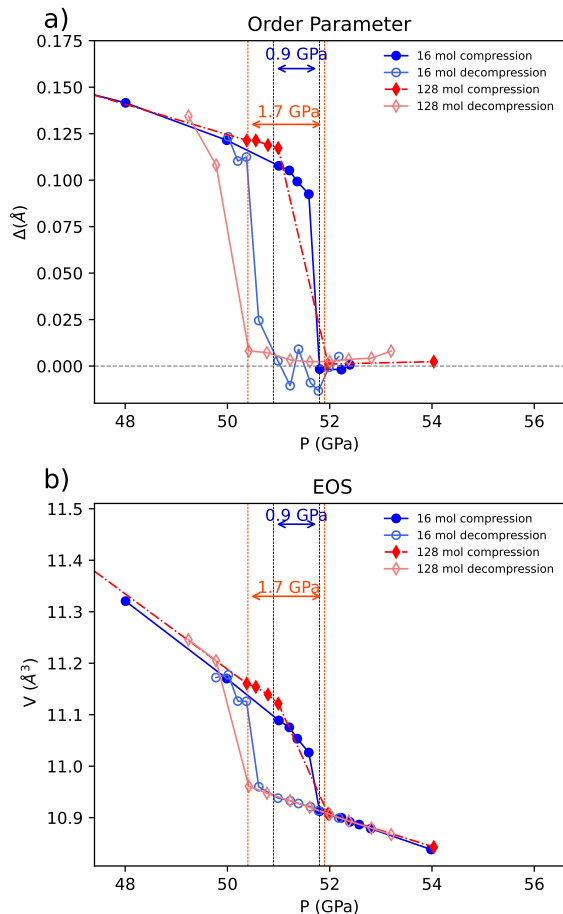 a)
Order Parameter
0.9 GPa
1.7 GPa
16 mol compression
16 mol decompression
128 mol compression
128 mol decompression
0.175
0.150
0.125
0.100
0.075
0.050
0.025
0.000
Δ(Å)
48
50
52
54
56
P (GPa)
b)
EOS
0.9 GPa
1.7 GPa
16 mol compression
16 mol decompression
128 mol compression
128 mol decompression
11.5
11.4
11.3
11.2
11.1
11.0
10.9
V (Å³)
48
50
52
54
56
P (GPa)